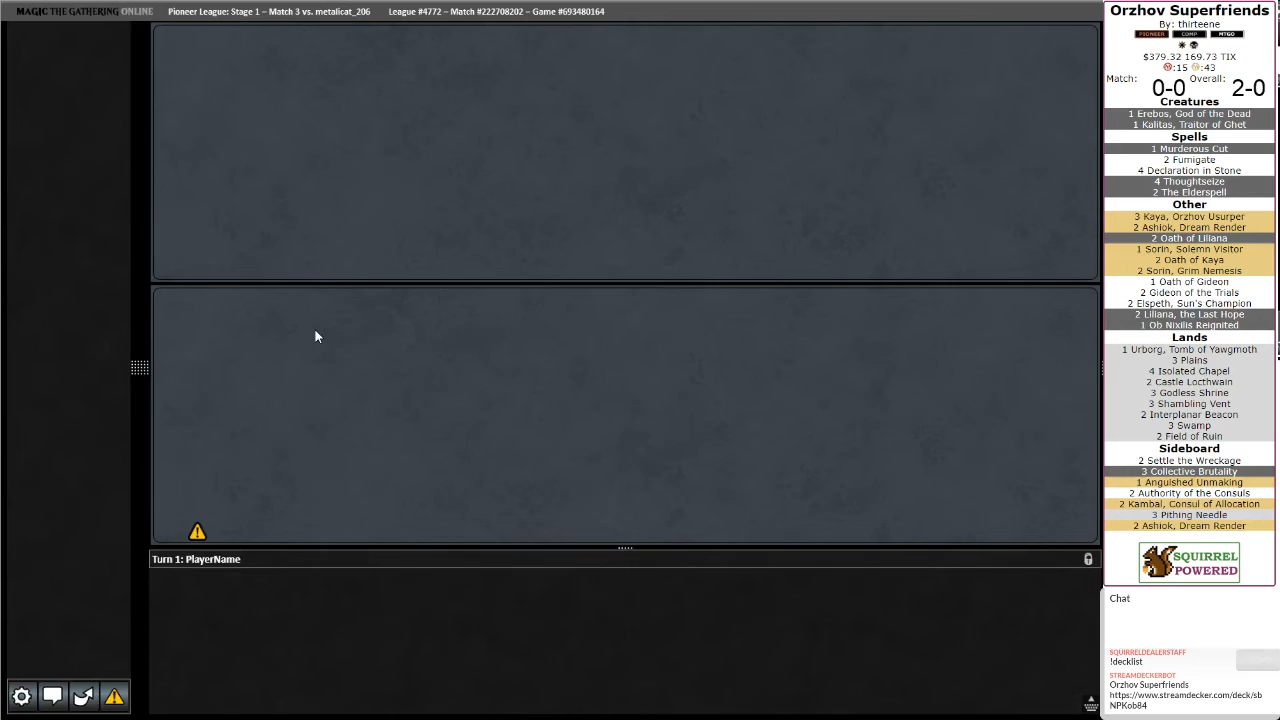 MAGIC THE GATHERING ONLINE
Pioneer League: Stage 1 – Match 3 vs. metalicat_206
League #4772 – Match #222708202 – Game #693480164
Turn 1: PlayerName
Orzhov Superfriends
By: thirteene
PIONEER COMP MTGO
$379.32 169.73 TIX
:15 :43
Match: 0-0 Overall: 2-0
Creatures
1 Erebos, God of the Dead
1 Kalitas, Traitor of Ghet
Spells
1 Murderous Cut
2 Fumigate
4 Declaration in Stone
4 Thoughtseize
2 The Elderspell
Other
3 Kaya, Orzhov Usurper
2 Ashiok, Dream Render
2 Oath of Liliana
1 Sorin, Solemn Visitor
2 Oath of Kaya
2 Sorin, Grim Nemesis
1 Oath of Gideon
2 Gideon of the Trials
2 Elspeth, Sun's Champion
2 Liliana, the Last Hope
1 Ob Nixilis Reignited
Lands
1 Urborg, Tomb of Yawgmoth
3 Plains
4 Isolated Chapel
2 Castle Locthwain
3 Godless Shrine
3 Shambling Vent
2 Interplanar Beacon
3 Swamp
2 Field of Ruin
Sideboard
2 Settle the Wreckage
3 Collective Brutality
1 Anguished Unmaking
2 Authority of the Consuls
2 Kambal, Consul of Allocation
3 Pithing Needle
2 Ashiok, Dream Render
SQUIRREL
POWERED
Chat
SQUIRRELDEALERSTAFF
!decklist
STREAMDECKERBOT
Orzhov Superfriends
https://www.streamdecker.com/deck/sb
NPKob84